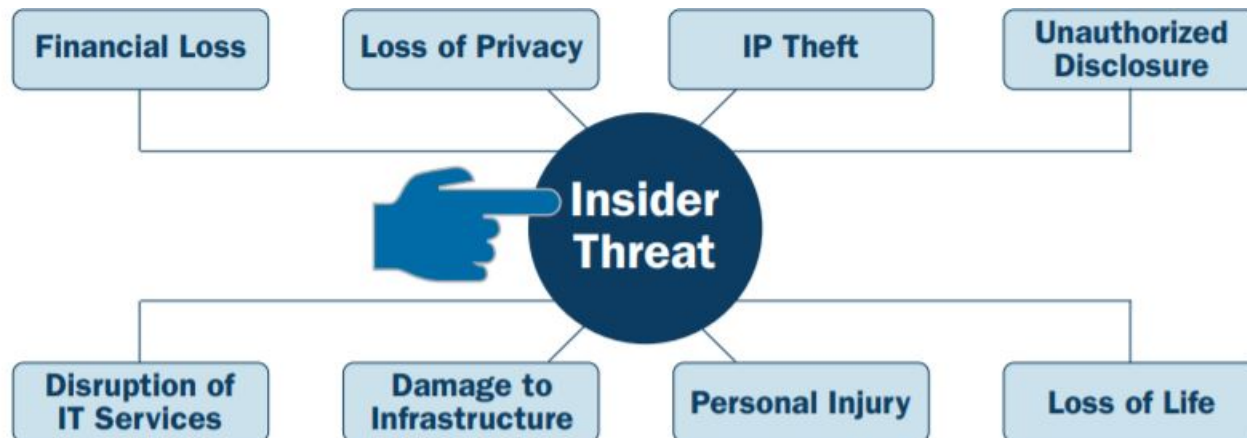 Financial Loss
Loss of Privacy
IP Theft
Unauthorized
Disclosure
Insider
Threat
Disruption of
IT Services
Damage to
Infrastructure
Personal Injury
Loss of Life